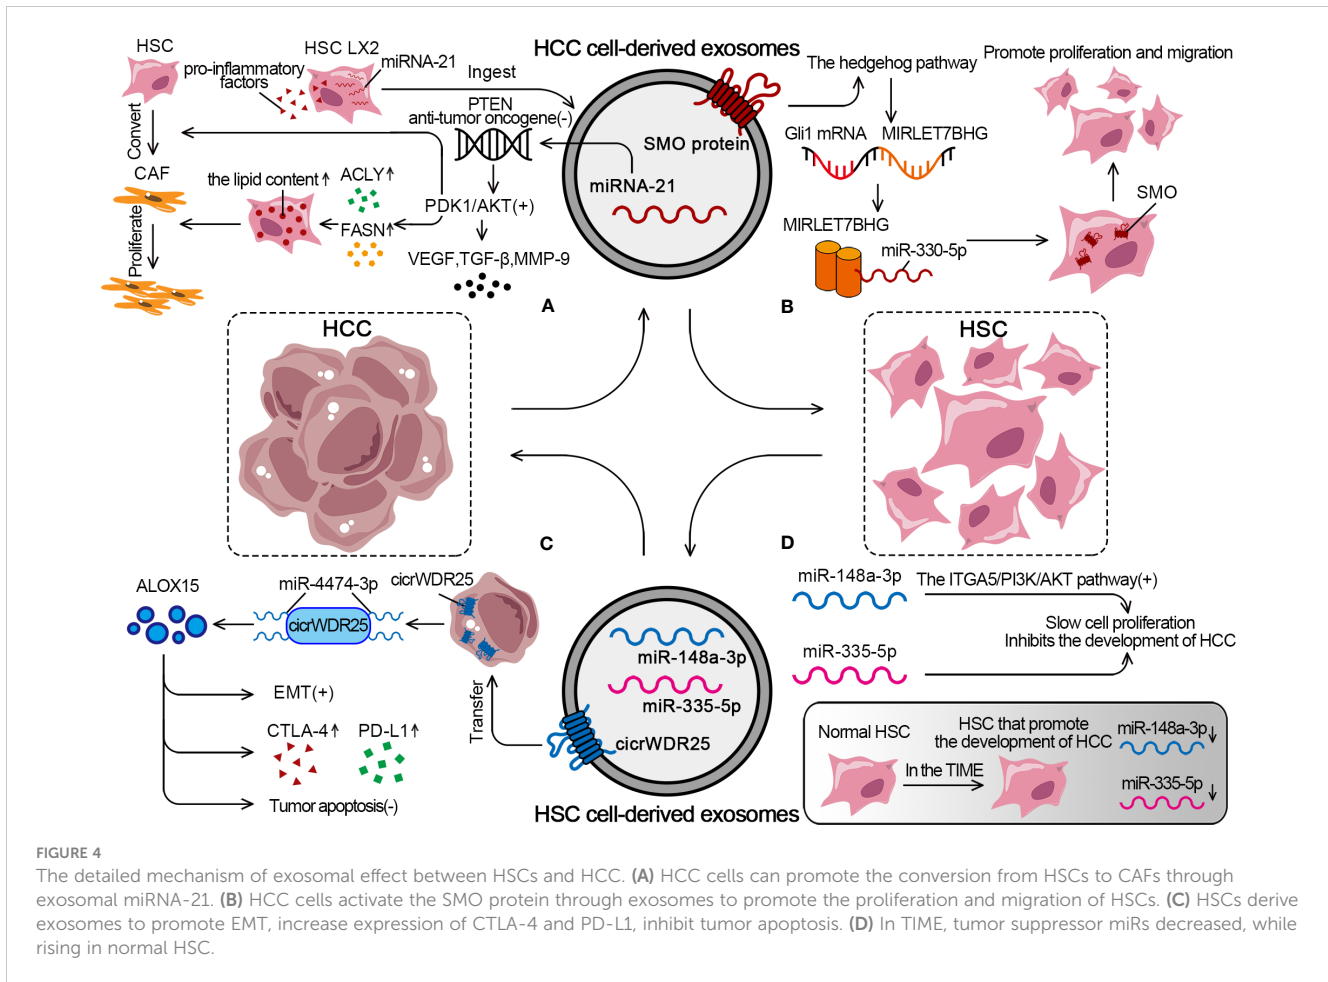 HCC cell-derived exosomes
HSC
HSC LX2
pro-inflammatory
factors
miRNA-21
Ingest
PTEN
anti-tumor oncogene(-)
Convert
CAF
the lipid content↑
ACLY↑
FASN↑
PDK1/AKT(+)
VEGF,TGF-β,MMP-9
Proliferate
SMO protein
miRNA-21
A
The hedgehog pathway
Promote proliferation and migration
Gli1 mRNA
MIRLET7BHG
MIRLET7BHG
miR-330-5p
SMO
B
HCC
HSC
C
D
ALOX15
miR-4474-3p
cicrWDR25
cicrWDR25
EMT(+)
CTLA-4↑
PD-L1↑
Tumor apoptosis(-)
Transfer
miR-148a-3p
miR-335-5p
cicrWDR25
HSC cell-derived exosomes
miR-148a-3p
The ITGA5/PI3K/AKT pathway(+)
Slow cell proliferation
Inhibits the development of HCC
miR-335-5p
Normal HSC
In the TIME
HSC that promote
the development of HCC
miR-148a-3p↓
miR-335-5p↓
FIGURE 4
The detailed mechanism of exosomal effect between HSCs and HCC. (A) HCC cells can promote the conversion from HSCs to CAFs through
exosomal miRNA-21. (B) HCC cells activate the SMO protein through exosomes to promote the proliferation and migration of HSCs. (C) HSCs derive
exosomes to promote EMT, increase expression of CTLA-4 and PD-L1, inhibit tumor apoptosis. (D) In TIME, tumor suppressor miRs decreased, while
rising in normal HSC.